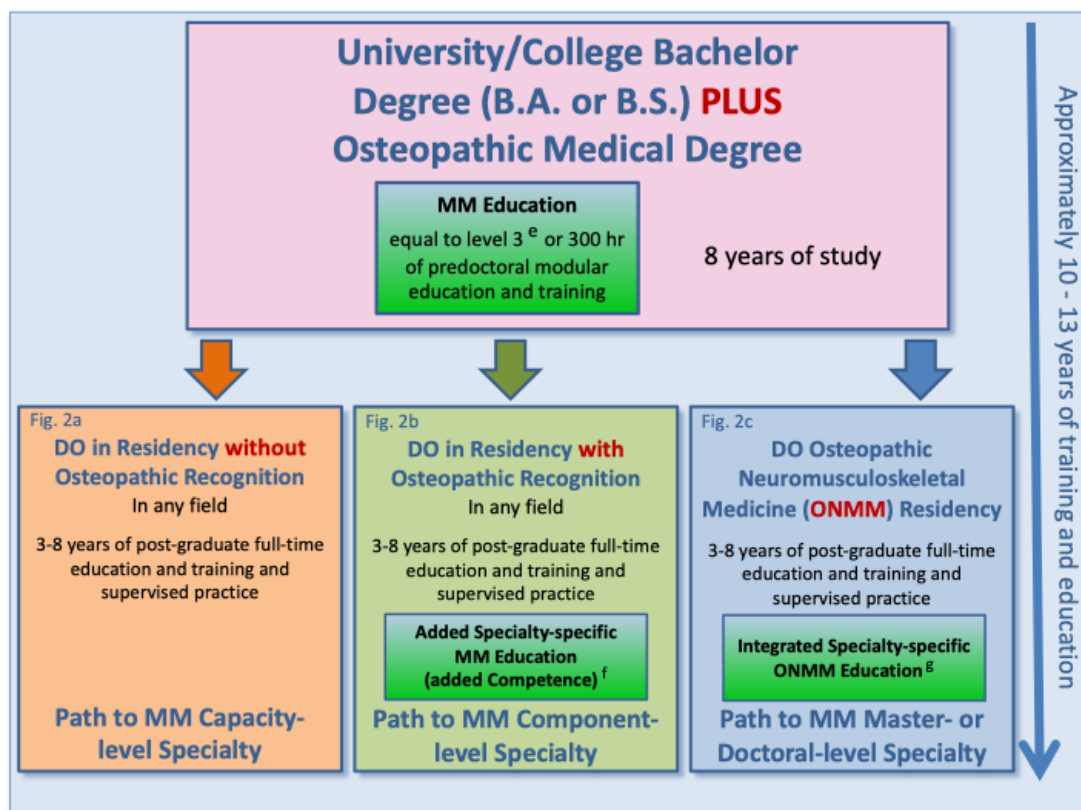 University/College Bachelor
Degree (B.A. or B.S.) PLUS
Osteopathic Medical Degree
MM Education
equal to level 3 e or 300 hr
of predoctoral modular
education and training
8 years of study
Approximately 10 - 13 years of training and education
Fig. 2a
DO in Residency without
Osteopathic Recognition
In any field
3-8 years of post-graduate full-time
education and training and
supervised practice
Path to MM Capacity-
level Specialty
Fig. 2b
DO in Residency with
Osteopathic Recognition
In any field
3-8 years of post-graduate full-time
education and training and
supervised practice
Added Specialty-specific
MM Education
(added Competence) f
Path to MM Component-
level Specialty
Fig. 2c
DO Osteopathic
Neuromusculoskeletal
Medicine (ONMM) Residency
3-8 years of post-graduate full-time
education and training and
supervised practice
Integrated Specialty-specific
ONMM Education g
Path to MM Master- or
Doctoral-level Specialty